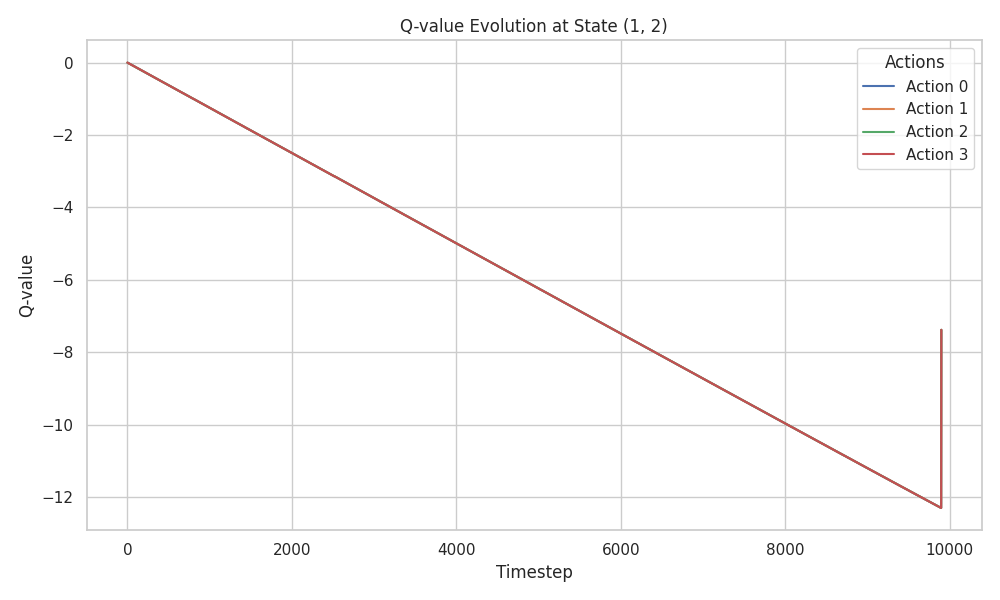 Q-value Evolution at State (1, 2)
Actions
Action 0
Action 1
Action 2
Action 3
Q-value
0
−2
−4
−6
−8
−10
−12
0 2000 4000 6000 8000 10000
Timestep